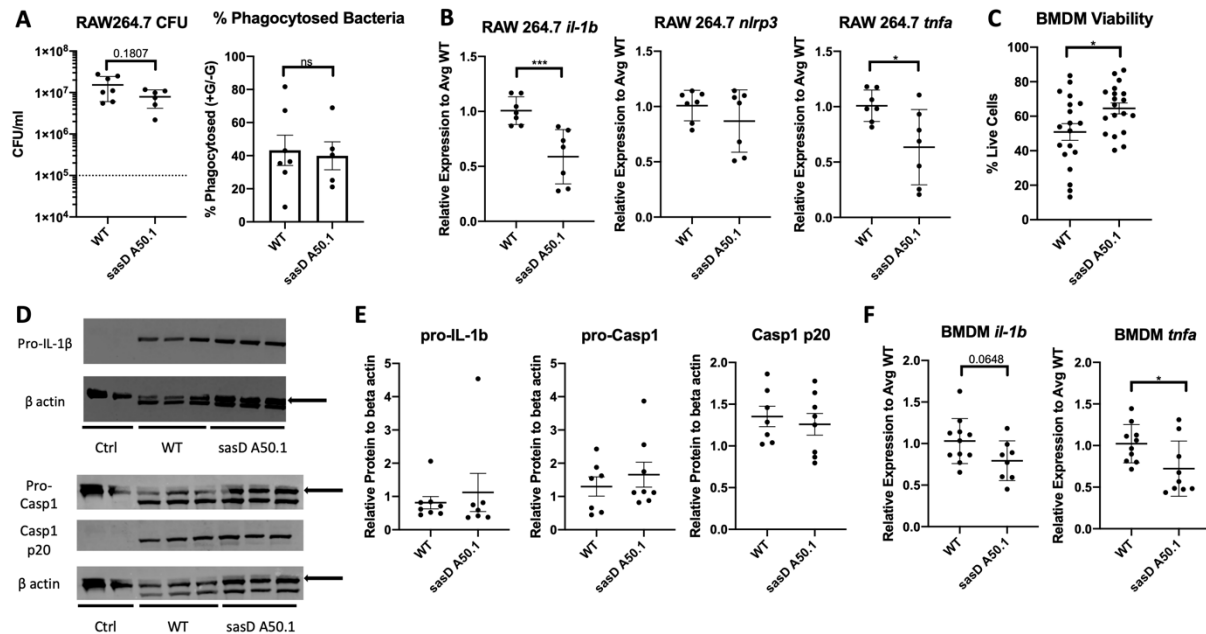 A
RAW264.7 CFU
0.1807
1×10⁸
1×10⁷
1×10⁶
1×10⁵
1×10⁴
CFU/ml
WT
sasD A50.1
% Phagocytosed Bacteria
ns
100
80
60
40
20
0
% Phagocytosed (+G/-G)
WT
sasD A50.1
B
RAW 264.7 il-1b
***
1.5
1.0
0.5
0.0
Relative Expression to Avg WT
WT
sasD A50.1
RAW 264.7 nlrp3
1.5
1.0
0.5
0.0
Relative Expression to Avg WT
WT
sasD A50.1
RAW 264.7 tnfa
*
1.5
1.0
0.5
0.0
Relative Expression to Avg WT
WT
sasD A50.1
C
BMDM Viability
*
100
80
60
40
20
0
% Live Cells
WT
sasD A50.1
D
Pro-IL-1β
β actin
Ctrl
WT
sasD A50.1
Pro-
Casp1
Casp1
p20
β actin
Ctrl
WT
sasD A50.1
E
pro-IL-1b
5
4
3
2
1
0
Relative Protein to beta actin
WT
sasD A50.1
pro-Casp1
5
4
3
2
1
0
Relative Protein to beta actin
WT
sasD A50.1
Casp1 p20
2.0
1.5
1.0
0.5
0.0
Relative Protein to beta actin
WT
sasD A50.1
F
BMDM il-1b
0.0648
2.0
1.5
1.0
0.5
0.0
Relative Expression to Avg WT
WT
sasD A50.1
BMDM tnfa
*
2.0
1.5
1.0
0.5
0.0
Relative Expression to Avg WT
WT
sasD A50.1